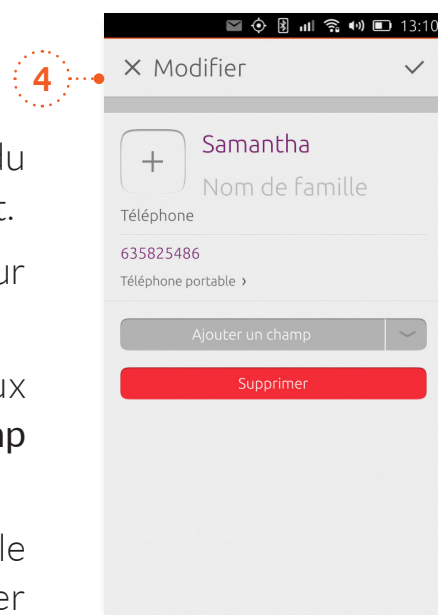 13:10
4
Modifier
Samantha
Nom de famille
Téléphone
635825486
Téléphone portable ›
Ajouter un champ
Supprimer
du
t.
ur
ux
le
er